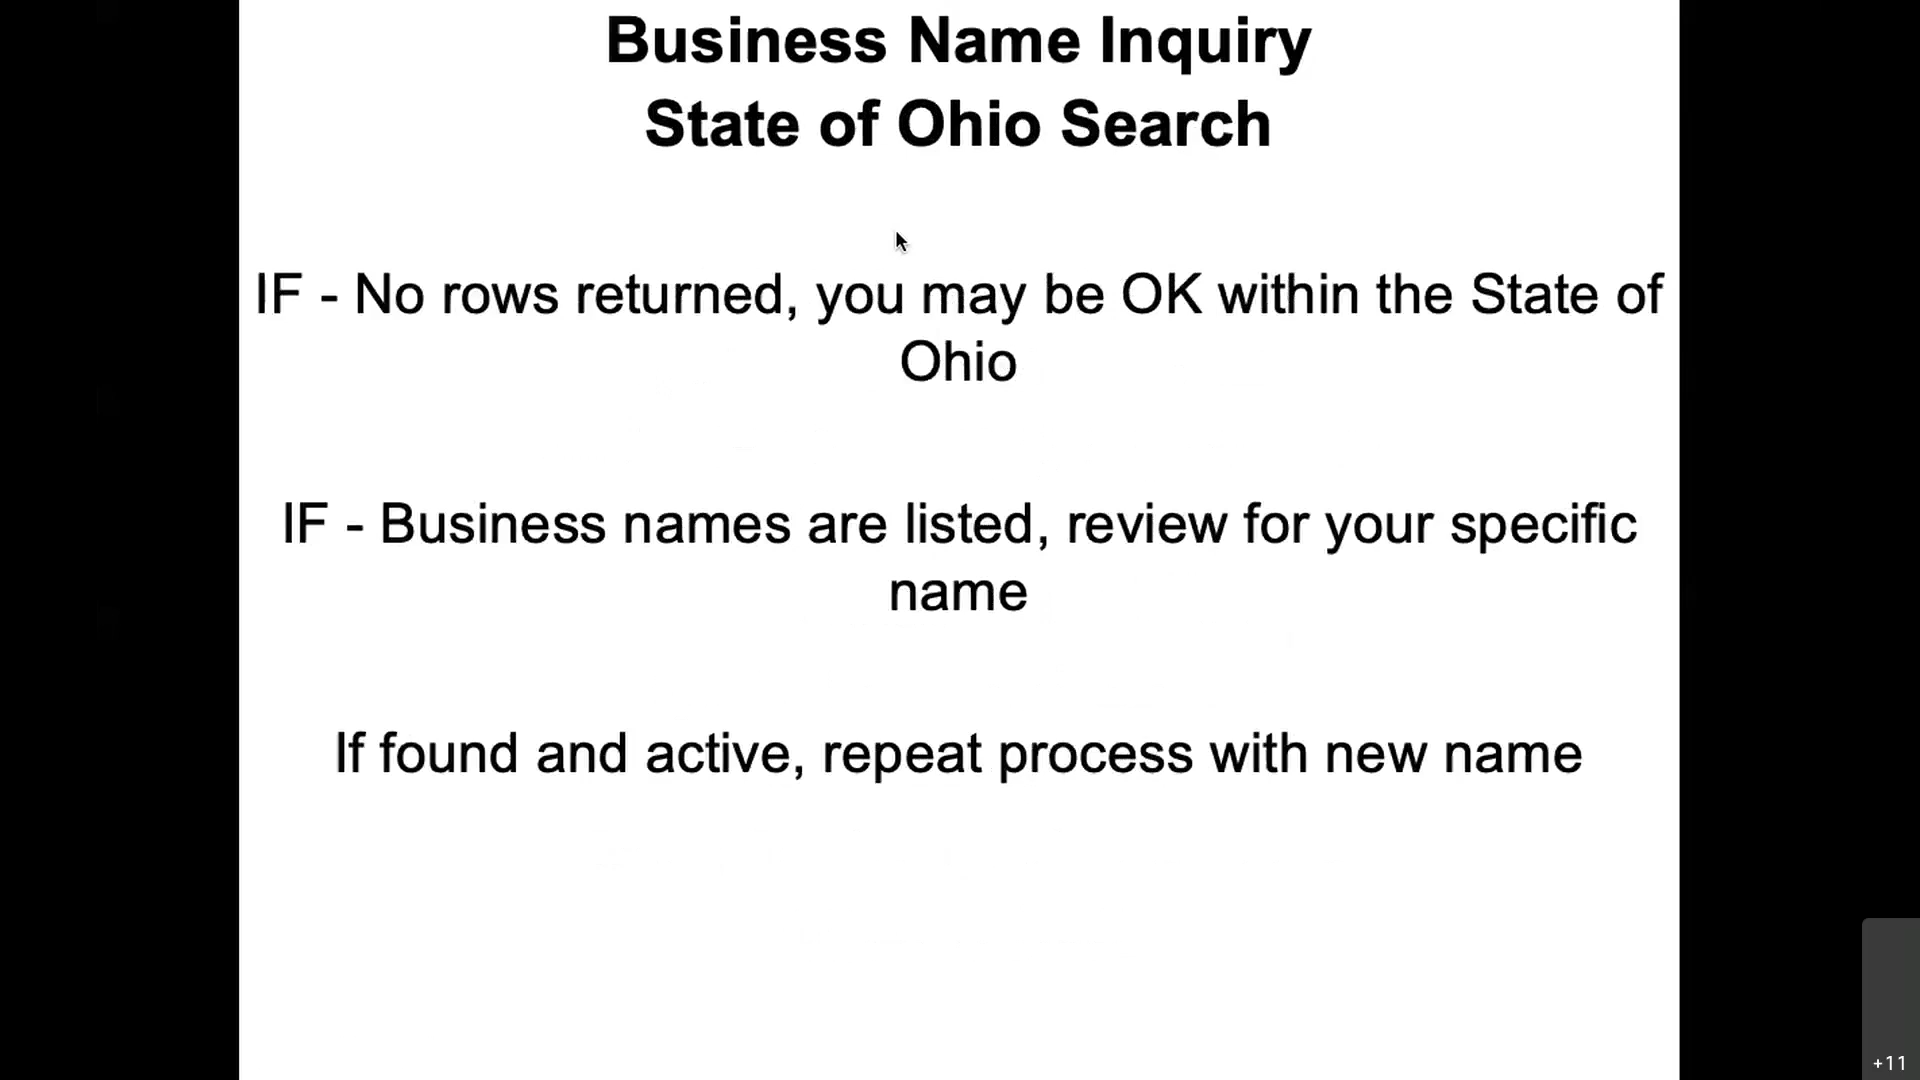 Business Name Inquiry
State of Ohio Search
IF - No rows returned, you may be OK within the State of
Ohio
IF - Business names are listed, review for your specific
name
If found and active, repeat process with new name
+11